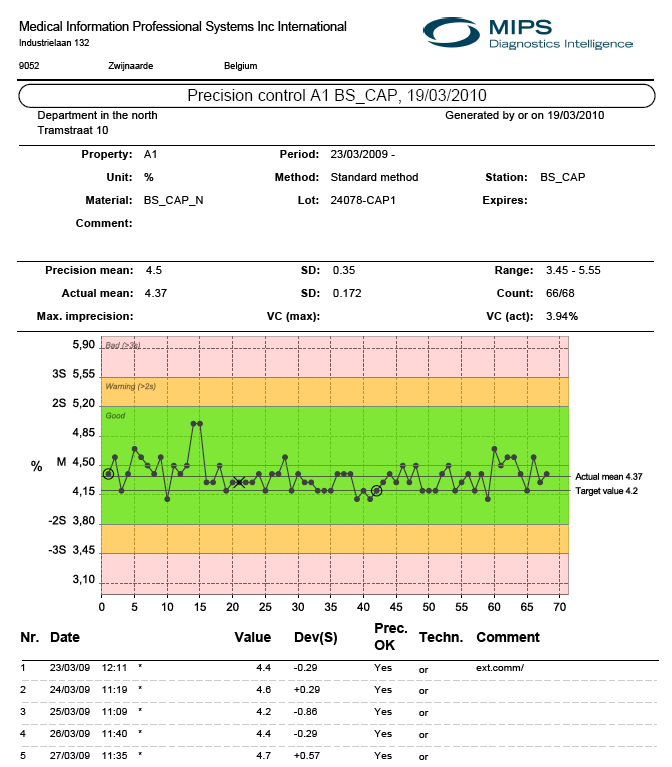 Medical Information Professional Systems Inc International
Industrielaan 132
MIPS
Diagnostics Intelligence
9052 Zwijnaarde Belgium
Precision control A1 BS_CAP, 19/03/2010
Department in the north Generated by or on 19/03/2010
Tramstraat 10
Property: A1 Period: 23/03/2009 -
Unit: % Method: Standard method Station: BS_CAP
Material: BS_CAP_N Lot: 24078-CAP1 Expires:
Comment:
Precision mean: 4.5 SD: 0.35 Range: 3.45 - 5.55
Actual mean: 4.37 SD: 0.172 Count: 66/68
Max. imprecision: VC (max): VC (act): 3.94%
5,90 Bad (>3s)
3S 5,55
Warning (>2s)
2S 5,20
Good
4,85
% M 4,50
Actual mean 4.37
4,15 Target value 4.2
-2S 3,80
-3S 3,45
3,10
0 5 10 15 20 25 30 35 40 45 50 55 60 65 70
Nr. Date Value Dev(S) Prec. OK Techn. Comment
1 23/03/09 12:11 * 4.4 -0.29 Yes or ext.comm/
2 24/03/09 11:19 * 4.6 +0.29 Yes or
3 25/03/09 11:09 * 4.2 -0.86 Yes or
4 26/03/09 11:40 * 4.4 -0.29 Yes or
5 27/03/09 11:35 * 4.7 +0.57 Yes or